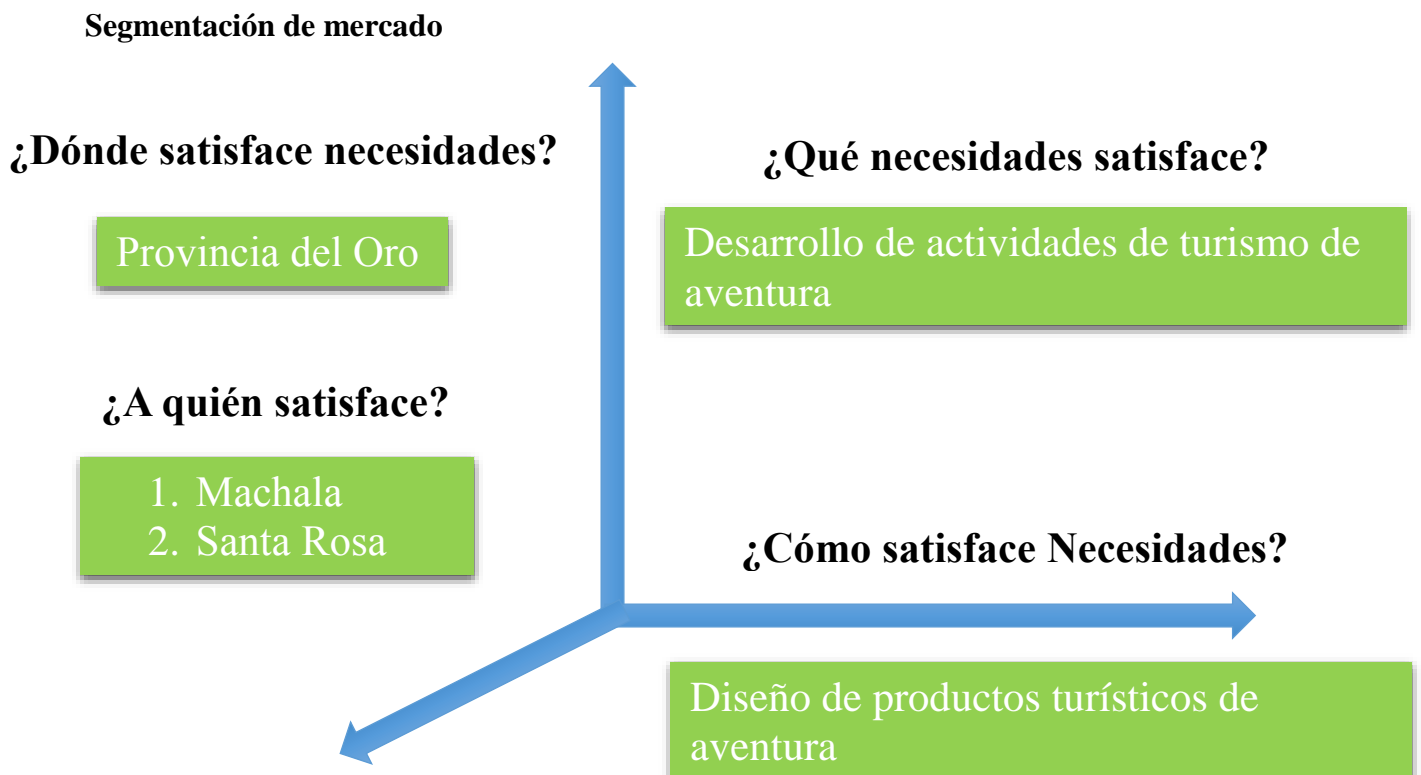 Segmentación de mercado
¿Dónde satisface necesidades?
Provincia del Oro
¿Qué necesidades satisface?
Desarrollo de actividades de turismo de
aventura
¿A quién satisface?
1. Machala
2. Santa Rosa
¿Cómo satisface Necesidades?
Diseño de productos turísticos de
aventura